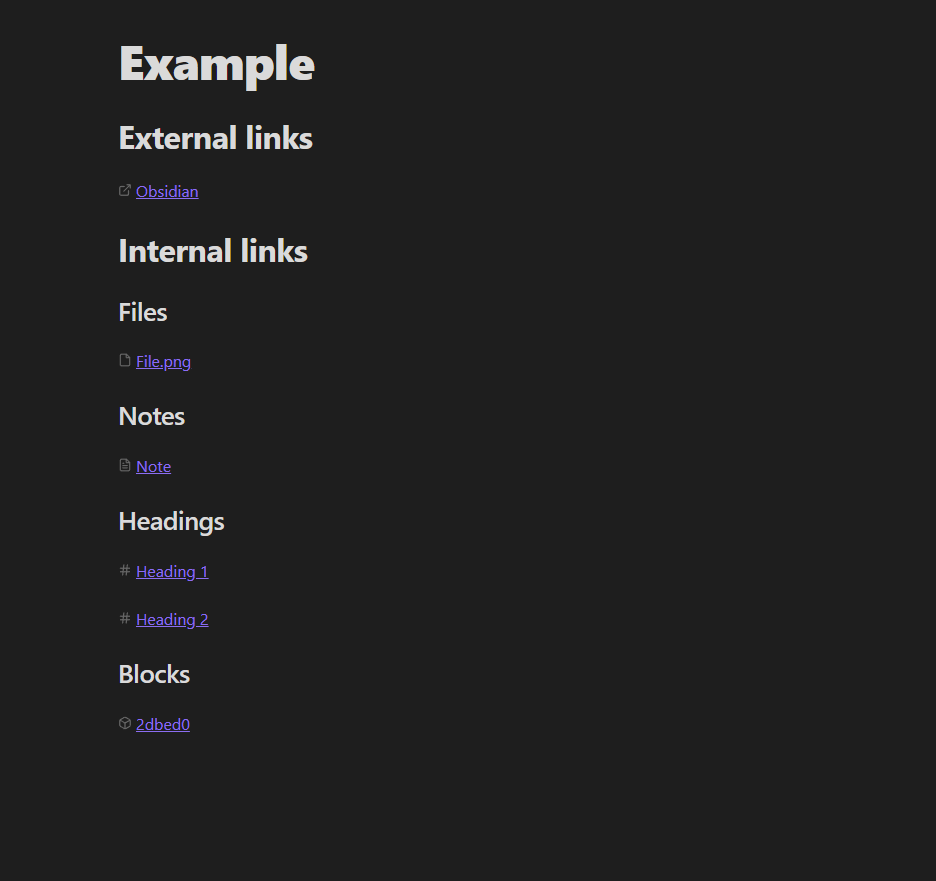 Example
External links
Obsidian
Internal links
Files
File.png
Notes
Note
Headings
# Heading 1
# Heading 2
Blocks
2dbed0